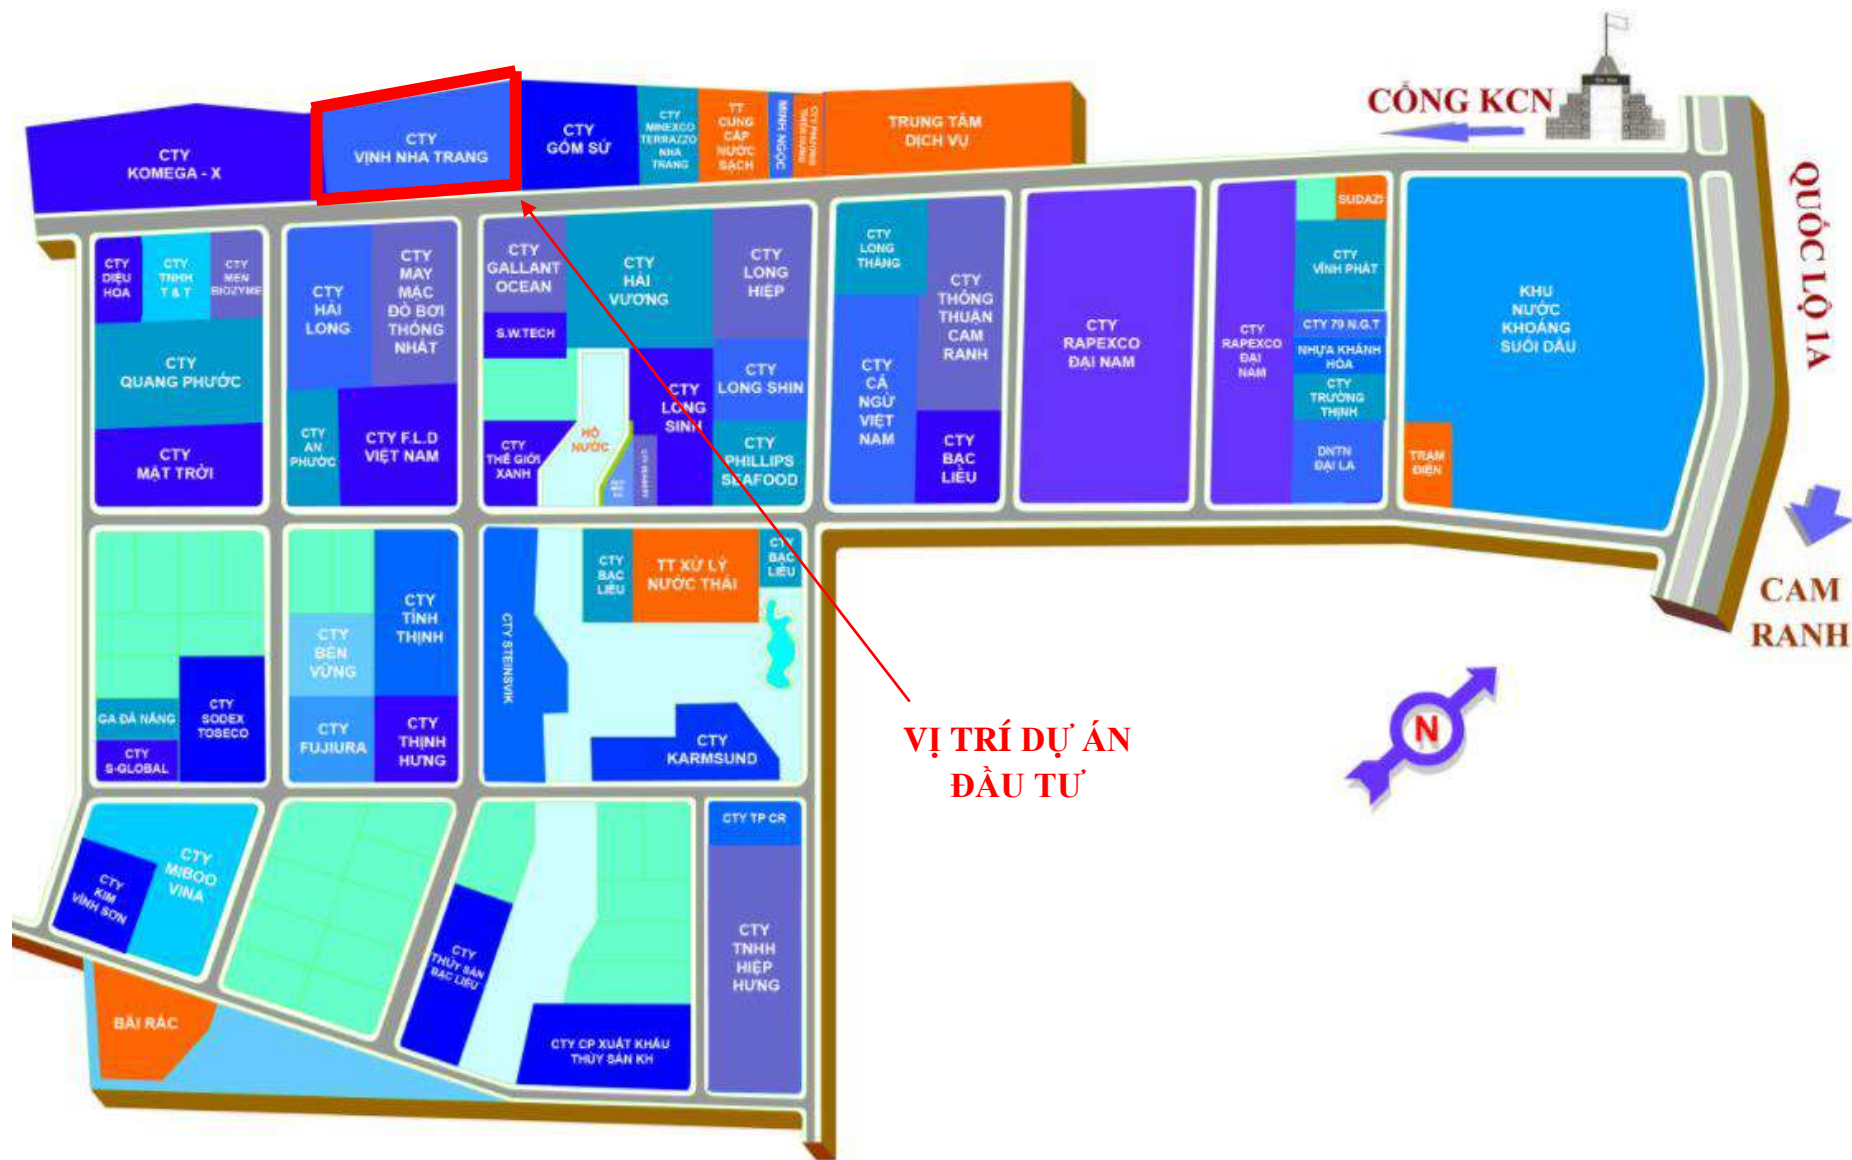 CỔNG KCN
QUỐC LỘ 1A
CAM
RANH
N
VỊ TRÍ DỰ ÁN
ĐẦU TƯ
CTY
KOMEGA - X
CTY
VỊNH NHA TRANG
CTY
GỐM SỨ
CTY
MINEXCO
TERRAZZO
NHA
TRANG
TT
CUNG
CẤP
NƯỚC
SẠCH
MINH NGỌC
TRUNG TÂM
DỊCH VỤ
CTY
DIỆU
HOA
CTY
TNHH
T & T
CTY
MEN
BIOZYME
CTY
QUANG PHƯỚC
CTY
MẶT TRỜI
CTY
HẢI
LONG
CTY
MAY
MẶC
ĐỒ BƠI
THỐNG
NHẤT
CTY
AN
PHƯỚC
CTY F.L.D
VIỆT NAM
CTY
GALLANT
OCEAN
CTY
HẢI
VƯƠNG
CTY
LONG
HIỆP
S.W.TECH
CTY
LONG SHIN
CTY
LONG
SINH
HỒ
NƯỚC
CTY
THẾ GIỚI
XANH
CTY
PHILLIPS
SEAFOOD
CTY
LONG
THĂNG
CTY
THÔNG
THUẬN
CAM
RANH
CTY
CÁ
NGỪ
VIỆT
NAM
CTY
BẠC
LIÊU
CTY
RAPEXCO
ĐẠI NAM
CTY
RAPEXCO
ĐẠI
NAM
SUDAZI
CTY
VĨNH PHÁT
CTY 79 N.G.T
NHỰA KHÁNH
HÒA
CTY
TRƯỜNG
THỊNH
DNTN
ĐẠI LA
KHU
NƯỚC
KHOÁNG
SUỐI DẦU
TRẠM
ĐIỆN
CTY
TÍNH
THỊNH
CTY
BỀN
VỮNG
CTY
FUJIURA
CTY
THỊNH
HƯNG
GA ĐÀ NẴNG
CTY
S-GLOBAL
CTY
SODEX
TOSECO
CTY STEINSVIK
CTY
BẠC
LIÊU
TT XỬ LÝ
NƯỚC THẢI
CTY
BẠC
LIÊU
CTY
KARMSUND
CTY
KIM
VĨNH SƠN
CTY
MIBOO
VINA
CTY
THỦY SẢN
BẠC LIÊU
CTY CP XUẤT KHẨU
THỦY SẢN KH
CTY TP CR
CTY
TNHH
HIỆP
HƯNG
BÃI RÁC